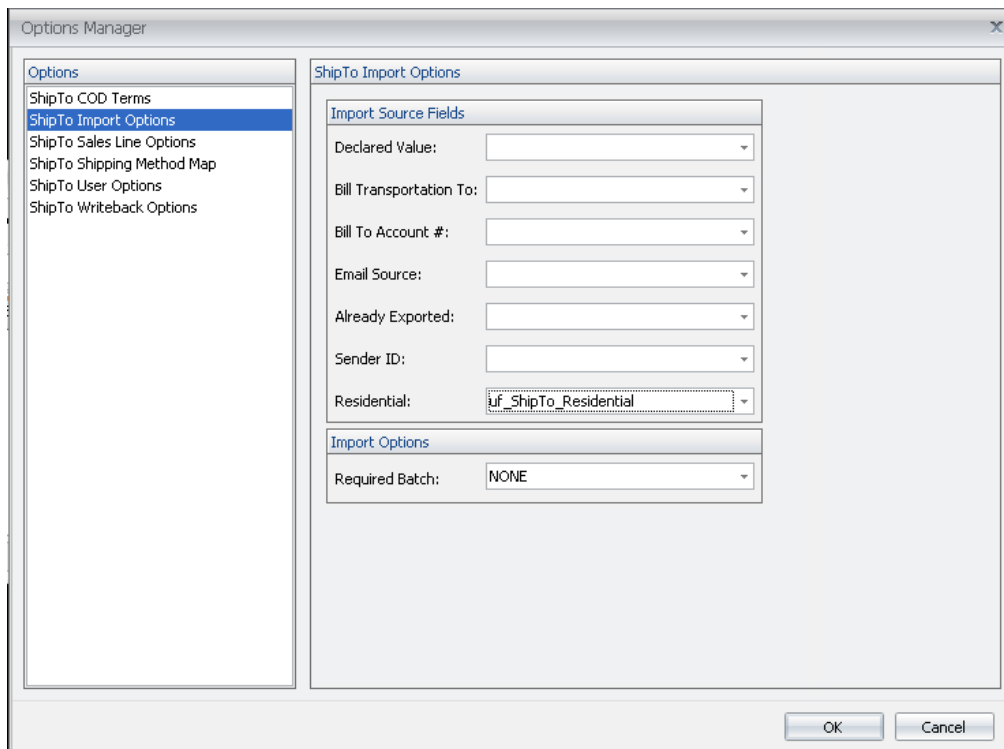 Options Manager
x
Options
ShipTo COD Terms
ShipTo Import Options
ShipTo Sales Line Options
ShipTo Shipping Method Map
ShipTo User Options
ShipTo Writeback Options
ShipTo Import Options
Import Source Fields
Declared Value:
Bill Transportation To:
Bill To Account #:
Email Source:
Already Exported:
Sender ID:
Residential: uf_ShipTo_Residential
Import Options
Required Batch: NONE
OK Cancel